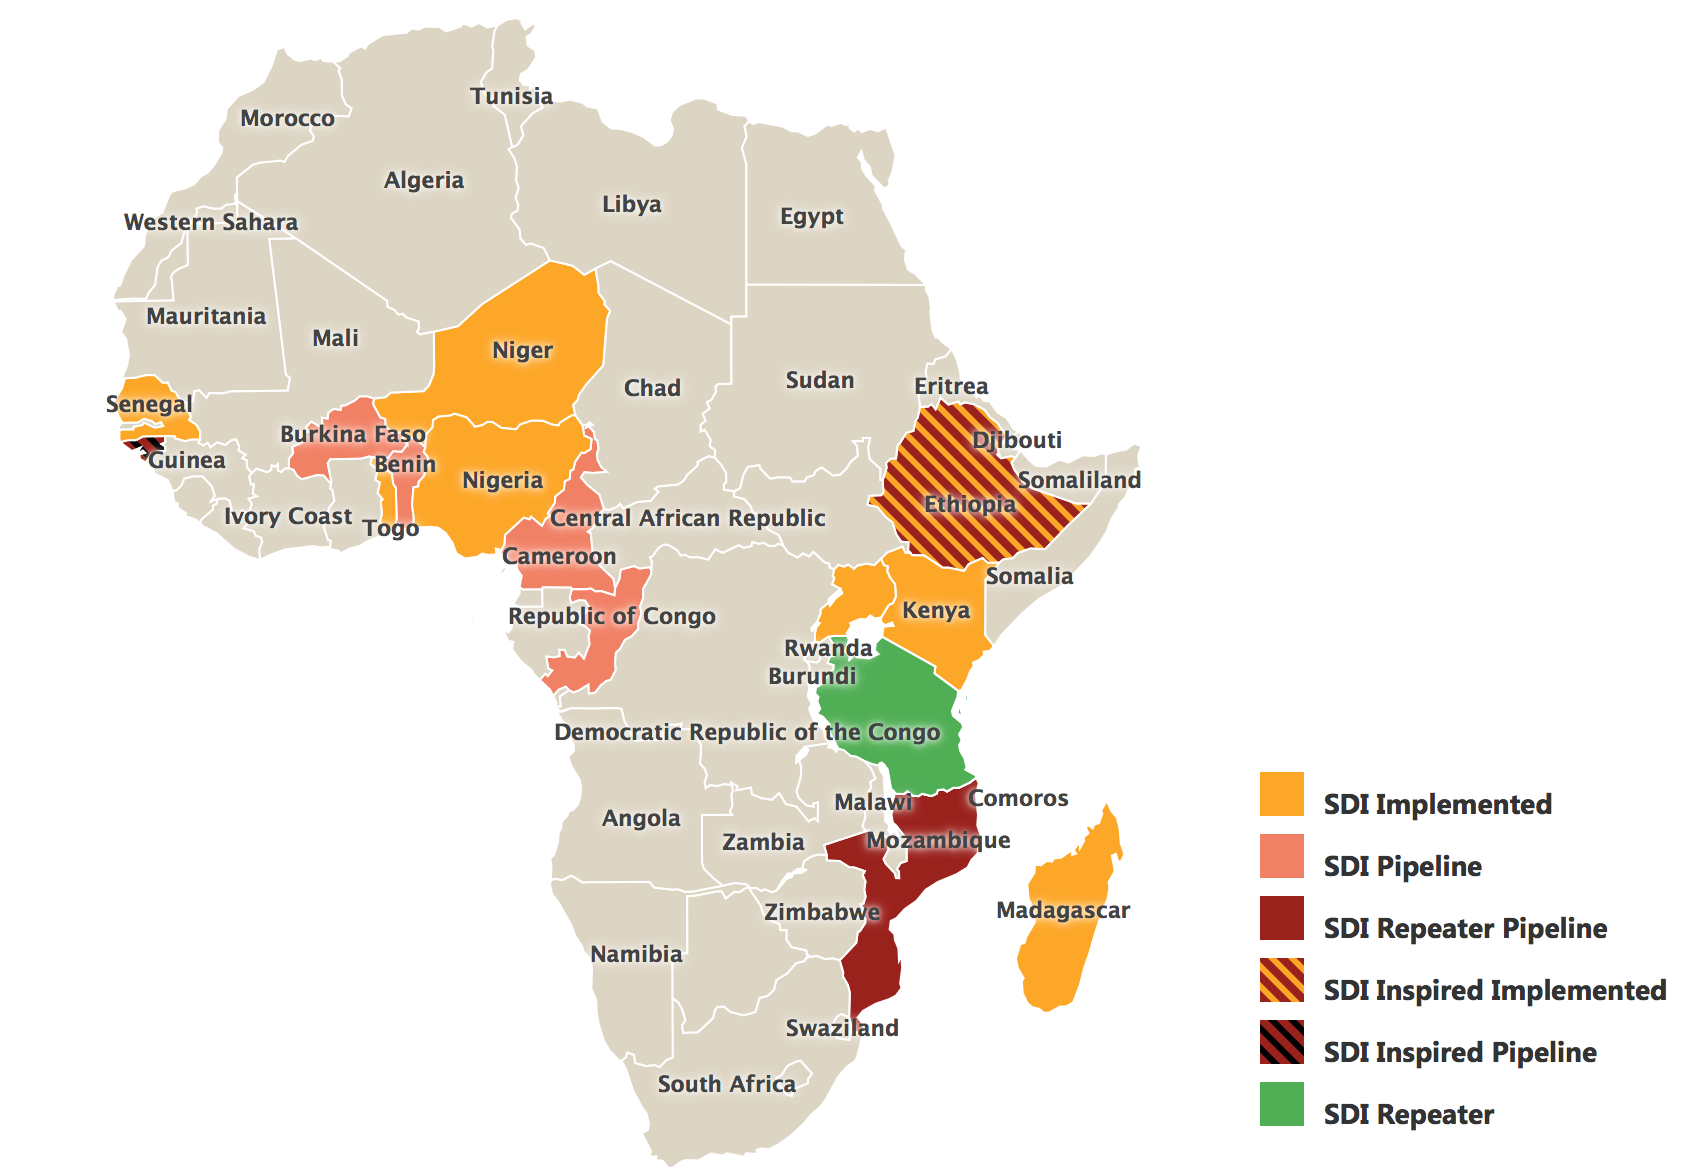 Tunisia
Morocco
Algeria
Libya
Egypt
Western Sahara
Mauritania
Mali
Niger
Chad
Sudan
Eritrea
Senegal
Burkina Faso
Djibouti
Guinea
Benin
Nigeria
Somaliland
Ethiopia
Ivory Coast
Togo
Central African Republic
Cameroon
Somalia
Republic of Congo
Kenya
Rwanda
Burundi
Democratic Republic of the Congo
Malawi
Comoros
Angola
Zambia
Mozambique
Zimbabwe
Madagascar
Namibia
Swaziland
South Africa
SDI Implemented
SDI Pipeline
SDI Repeater Pipeline
SDI Inspired Implemented
SDI Inspired Pipeline
SDI Repeater